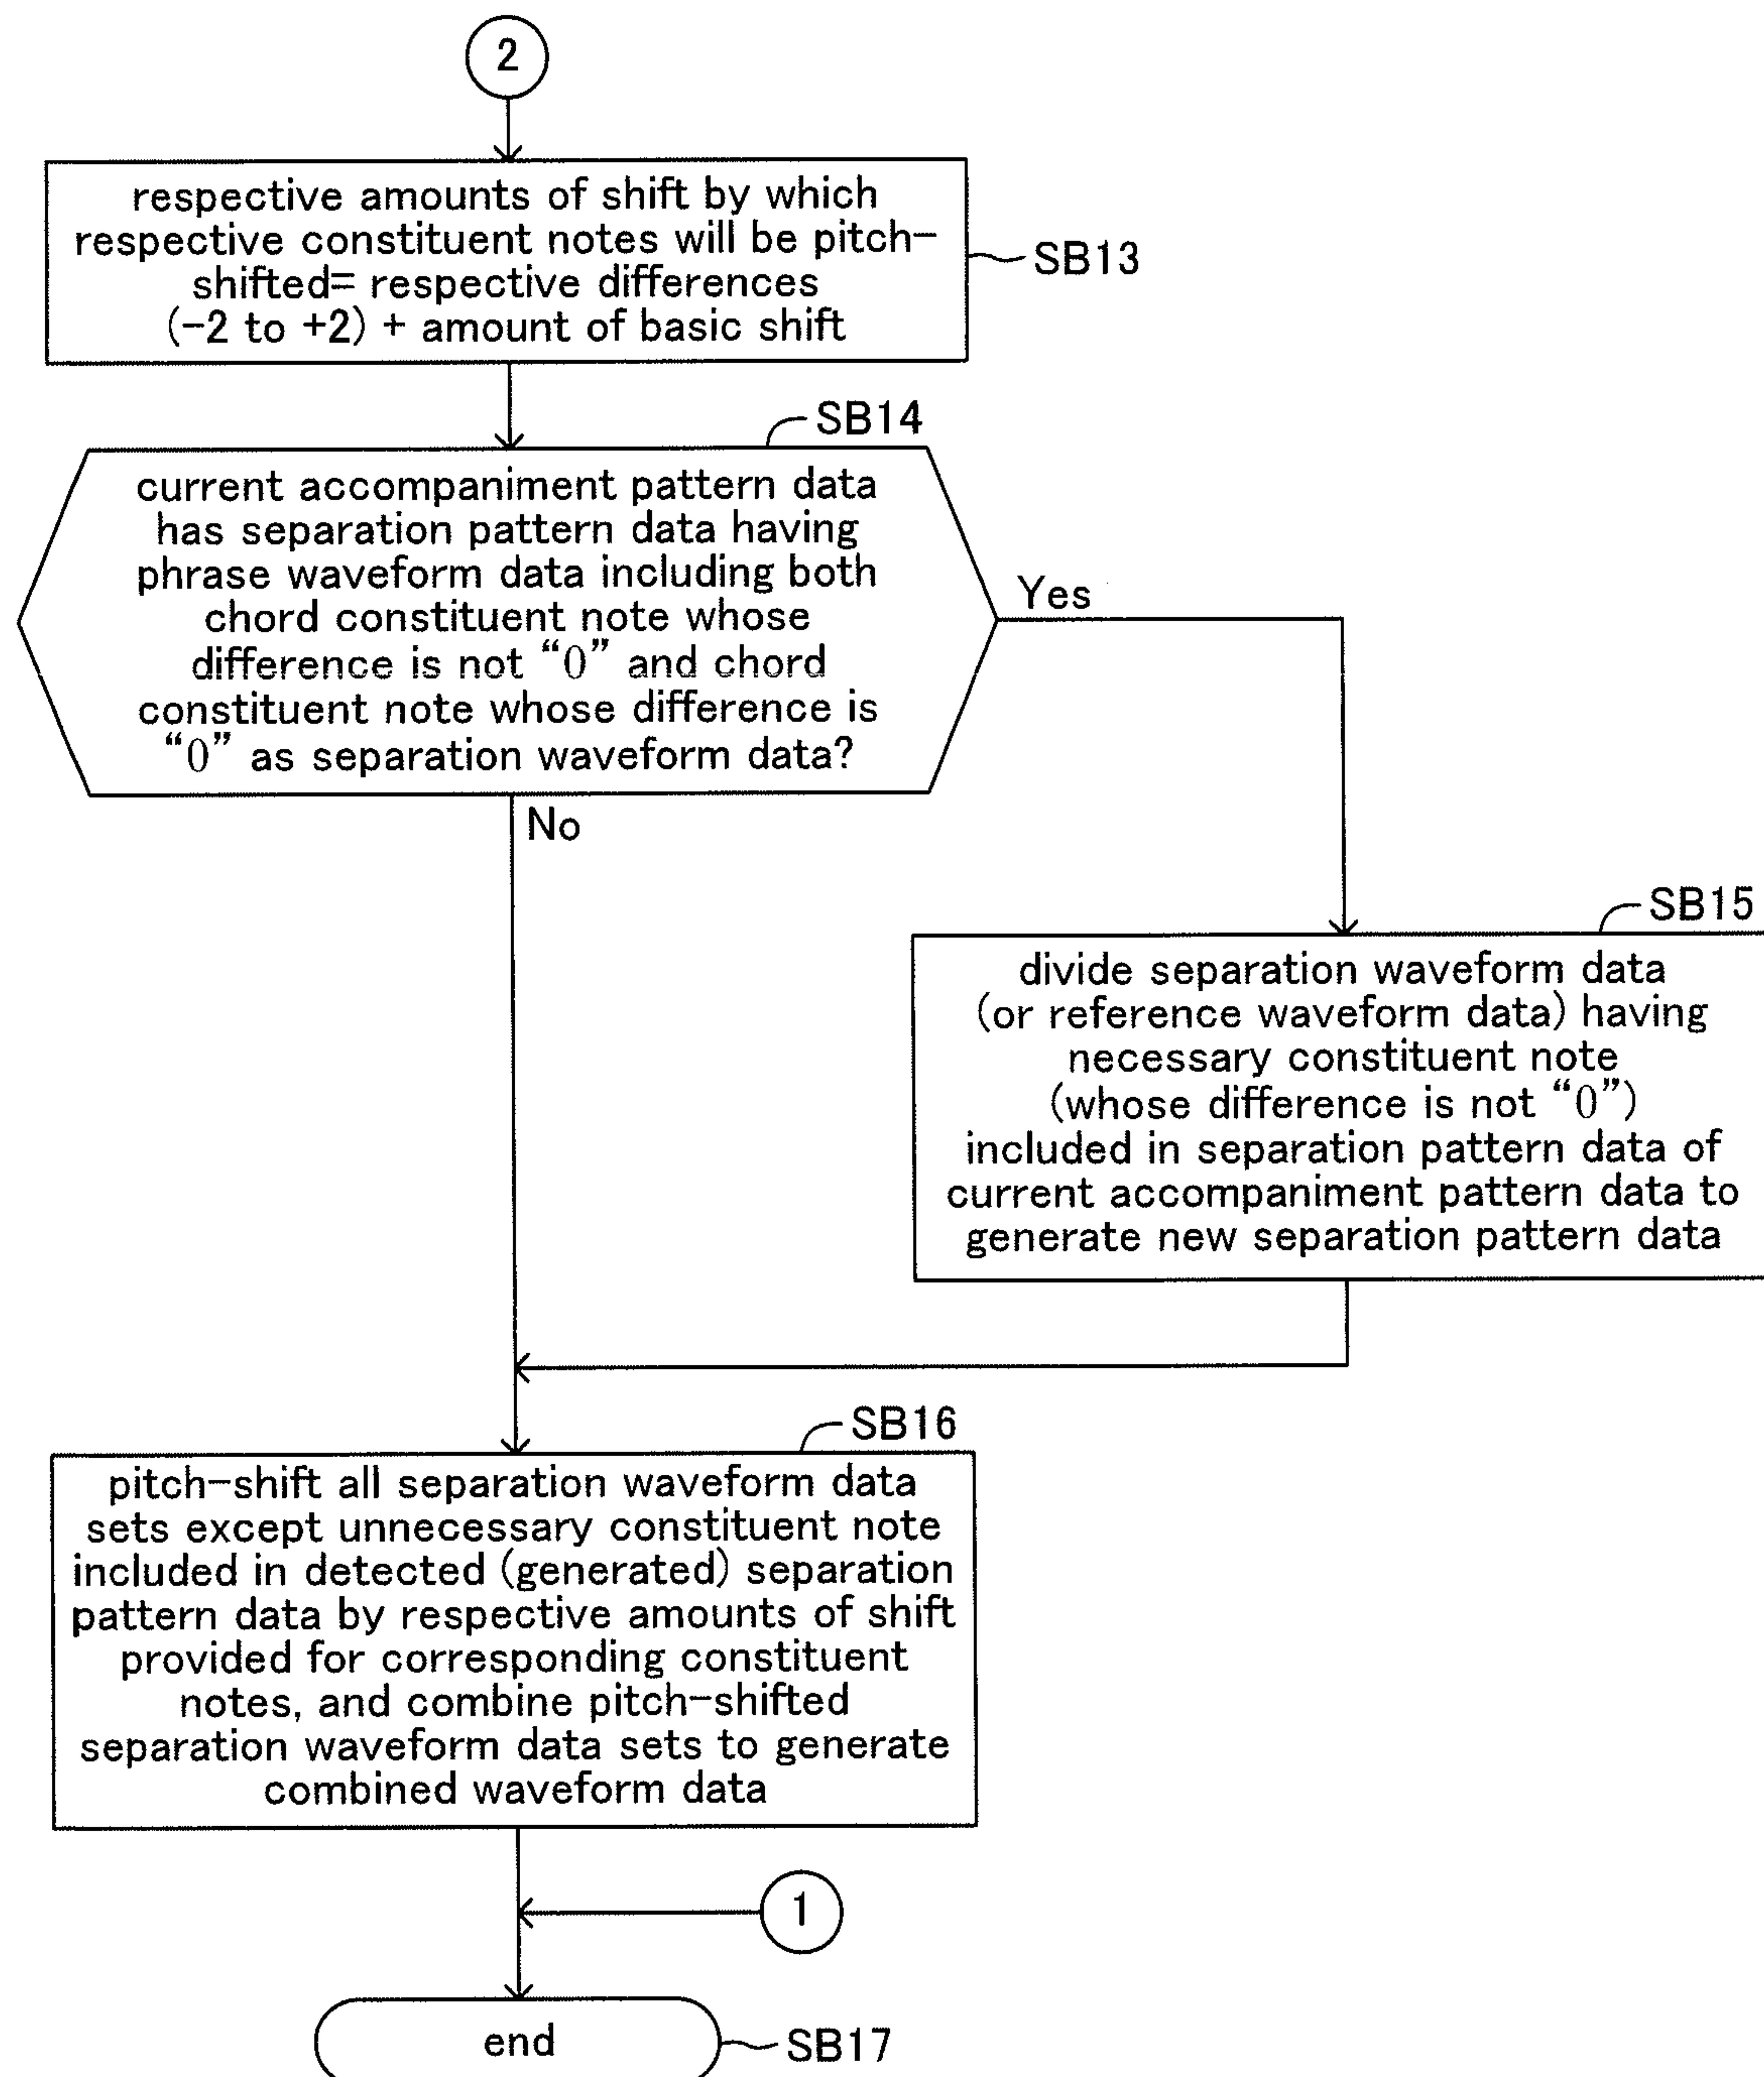 2
respective amounts of shift by which
respective constituent notes will be pitch-
shifted= respective differences
(-2 to +2) + amount of basic shift
SB13
SB14
current accompaniment pattern data
has separation pattern data having
phrase waveform data including both
chord constituent note whose
difference is not “0” and chord
constituent note whose difference is
“0” as separation waveform data?
Yes
No
SB15
divide separation waveform data
(or reference waveform data) having
necessary constituent note
(whose difference is not “0”)
included in separation pattern data of
current accompaniment pattern data to
generate new separation pattern data
SB16
pitch-shift all separation waveform data
sets except unnecessary constituent note
included in detected (generated) separation
pattern data by respective amounts of shift
provided for corresponding constituent
notes, and combine pitch-shifted
separation waveform data sets to generate
combined waveform data
1
end
SB17